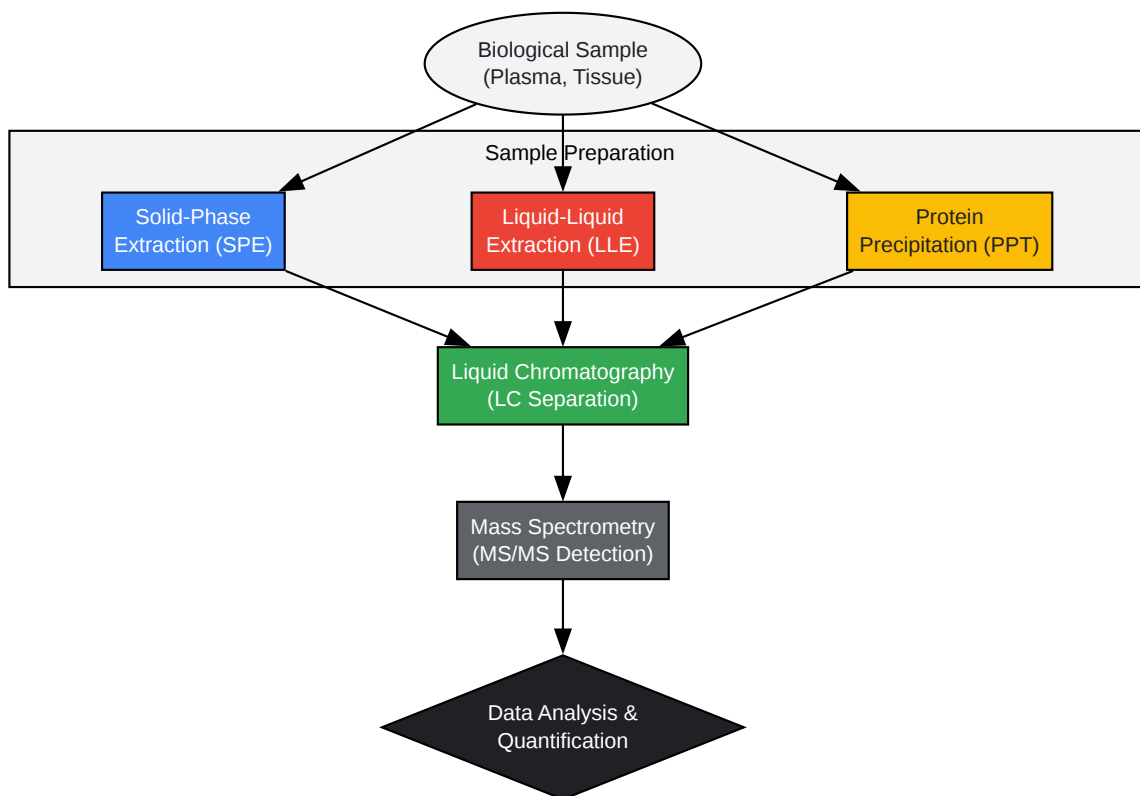 Biological Sample
(Plasma, Tissue)
Sample Preparation
Solid-Phase
Extraction (SPE)
Liquid-Liquid
Extraction (LLE)
Protein
Precipitation (PPT)
Liquid Chromatography
(LC Separation)
Mass Spectrometry
(MS/MS Detection)
Data Analysis &
Quantification